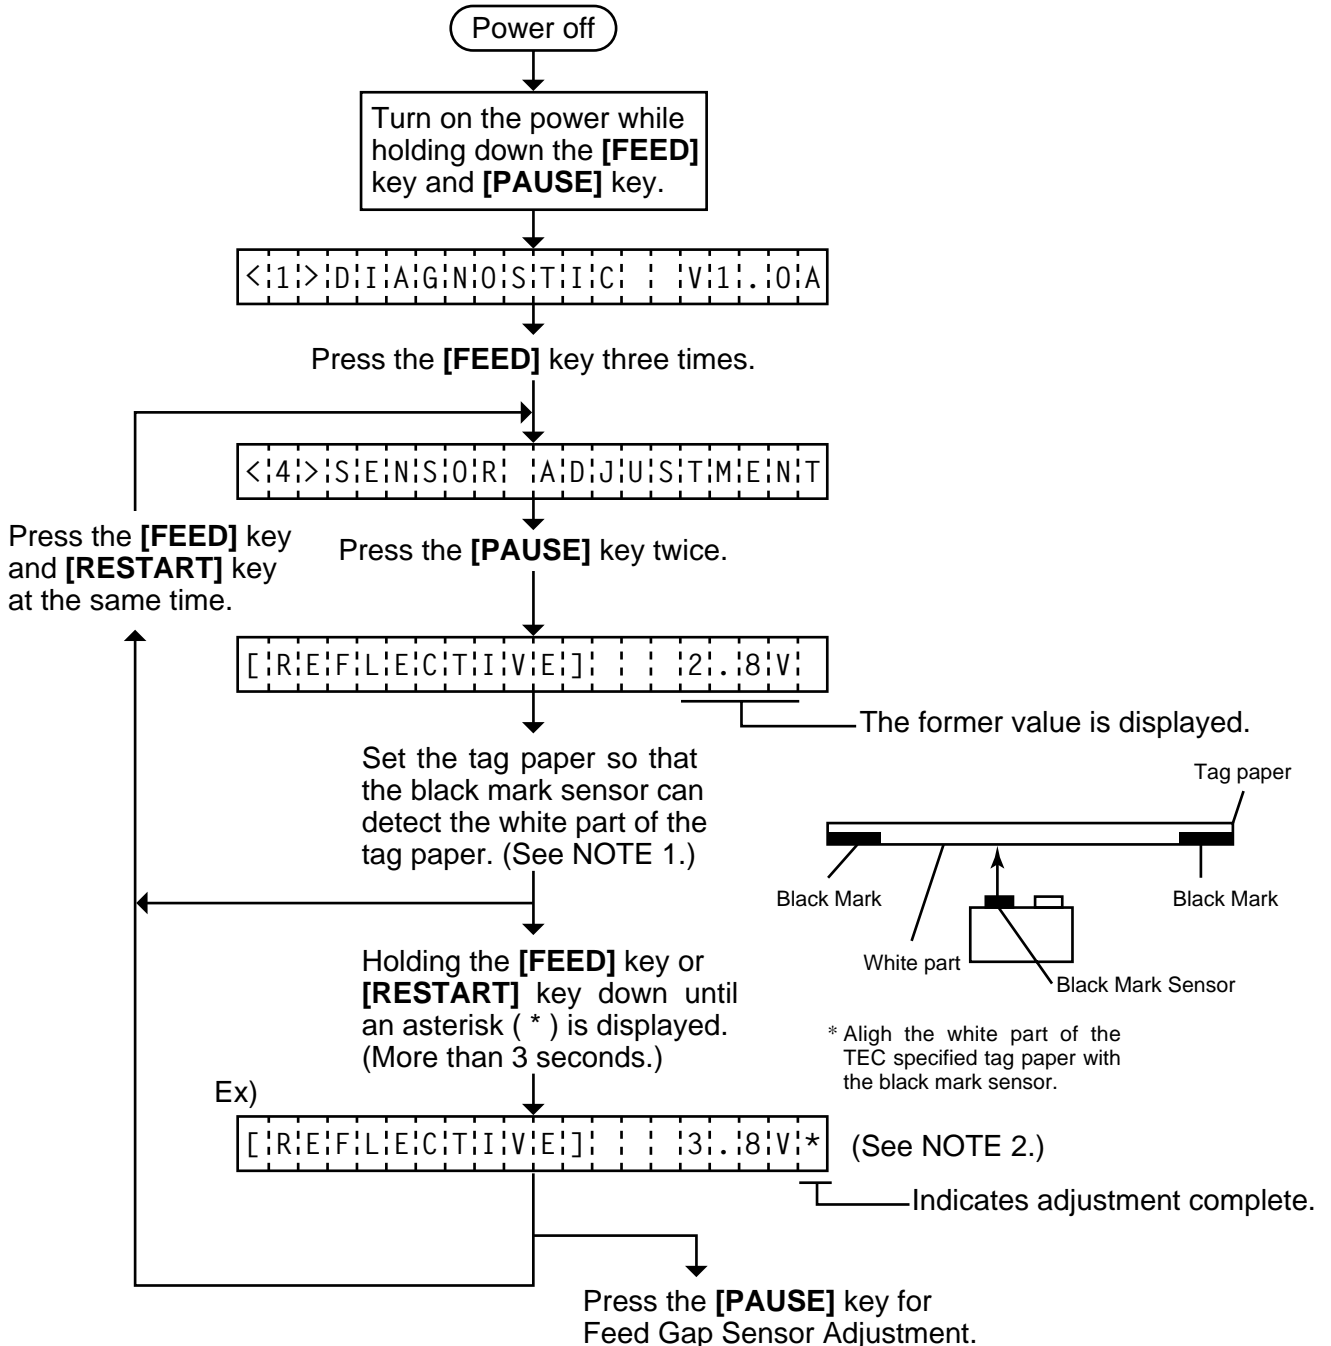 Power off
Turn on the power while
holding down the [FEED]
key and [PAUSE] key.
<1>DIAGNOSTIC  V1.0A
Press the [FEED] key three times.
<4>SENSOR ADJUSTMENT
Press the [FEED] key
and [RESTART] key
at the same time.
Press the [PAUSE] key twice.
[REFLECTIVE]   2.8V
The former value is displayed.
Set the tag paper so that
the black mark sensor can
detect the white part of the
tag paper. (See NOTE 1.)
Tag paper
Black Mark
Black Mark
White part
Black Mark Sensor
* Aligh the white part of the
TEC specified tag paper with
the black mark sensor.
Holding the [FEED] key or
[RESTART] key down until
an asterisk ( * ) is displayed.
(More than 3 seconds.)
Ex)
[REFLECTIVE]   3.8V*
(See NOTE 2.)
Indicates adjustment complete.
Press the [PAUSE] key for
Feed Gap Sensor Adjustment.